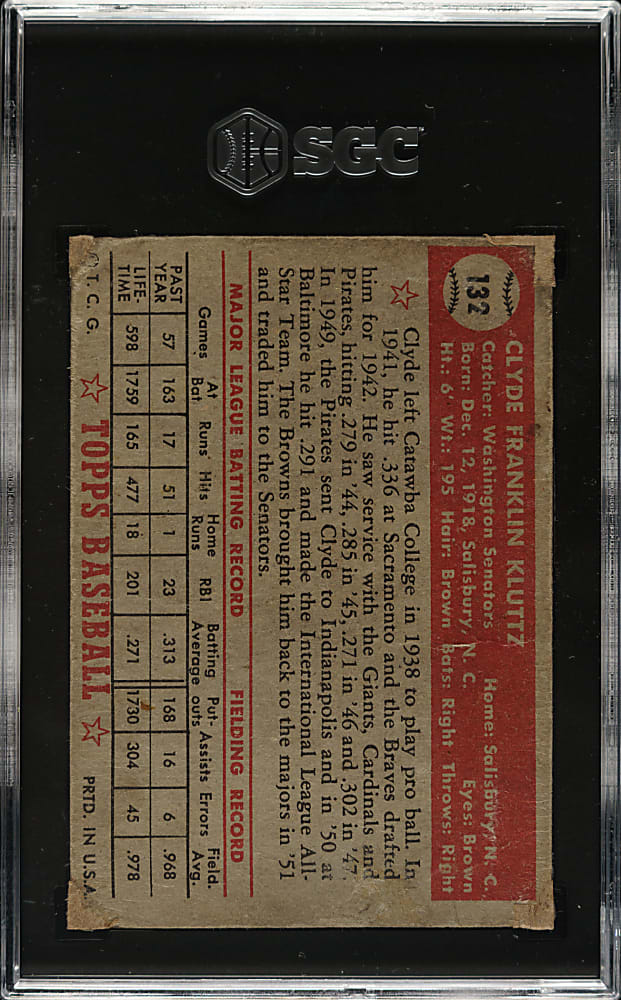 SGC
132
CLYDE FRANKLIN KLUTTZ
Catcher: Washington Senators Home: Salisbury, N. C.
Born: Dec. 12, 1918, Salisbury, N. C. Eyes: Brown
Ht.: 6' Wt.: 195 Hair: Brown Bats: Right Throws: Right
Clyde left Catawba College in 1938 to play pro ball. In
1941, he hit .336 at Sacramento and the Braves drafted
him for 1942. He saw service with the Giants, Cardinals and
Pirates, hitting .279 in '44, .285 in '45, .271 in '46 and .302 in '47.
In 1949, the Pirates sent Clyde to Indianapolis and in '50 at
Baltimore he hit .291 and made the International League All-
Star Team. The Browns brought him back to the majors in '51
and traded him to the Senators.
MAJOR LEAGUE BATTING RECORD FIELDING RECORD
Games At Bat Runs Hits Home Runs RBI Batting Average Put-outs Assists Errors Field. Avg.
PAST YEAR 57 163 17 51 1 23 .313 168 16 6 .968
LIFE-TIME 598 1759 165 477 18 201 .271 1730 304 45 .978
© T. C. G. TOPPS BASEBALL PRTD. IN U.S.A.